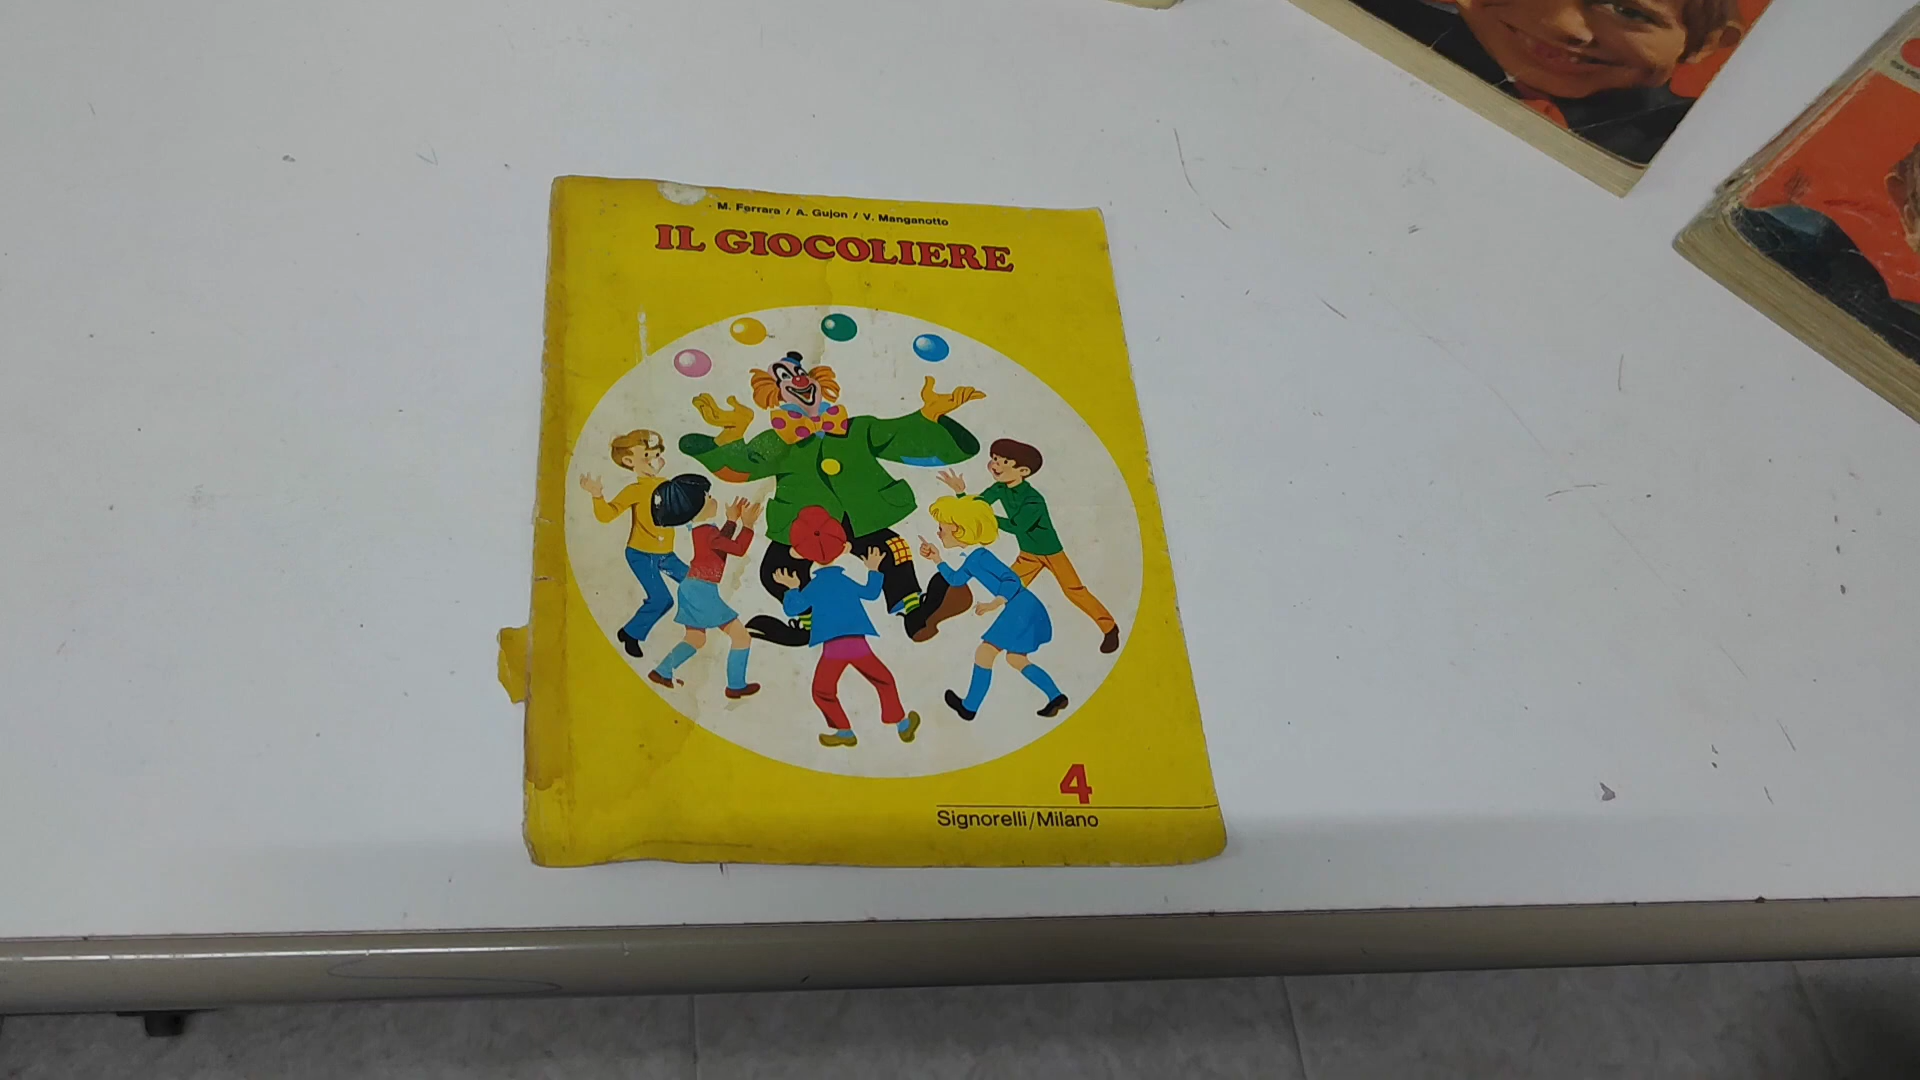 M. Ferrara / A. Gujon / V. Manganotto
IL GIOCOLIERE
4
Signorelli/Milano